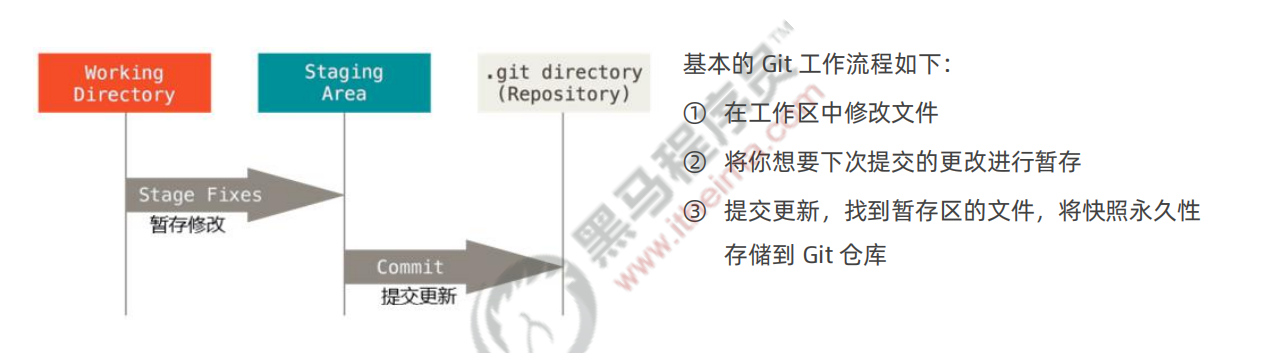 Working
Directory
Staging
Area
.git directory
(Repository)
Stage Fixes
暂存修改
Commit
提交更新
基本的 Git 工作流程如下：
① 在工作区中修改文件
② 将你想要下次提交的更改进行暂存
③ 提交更新，找到暂存区的文件，将快照永久性
存储到 Git 仓库
黑马程序员™
www.itheima.com